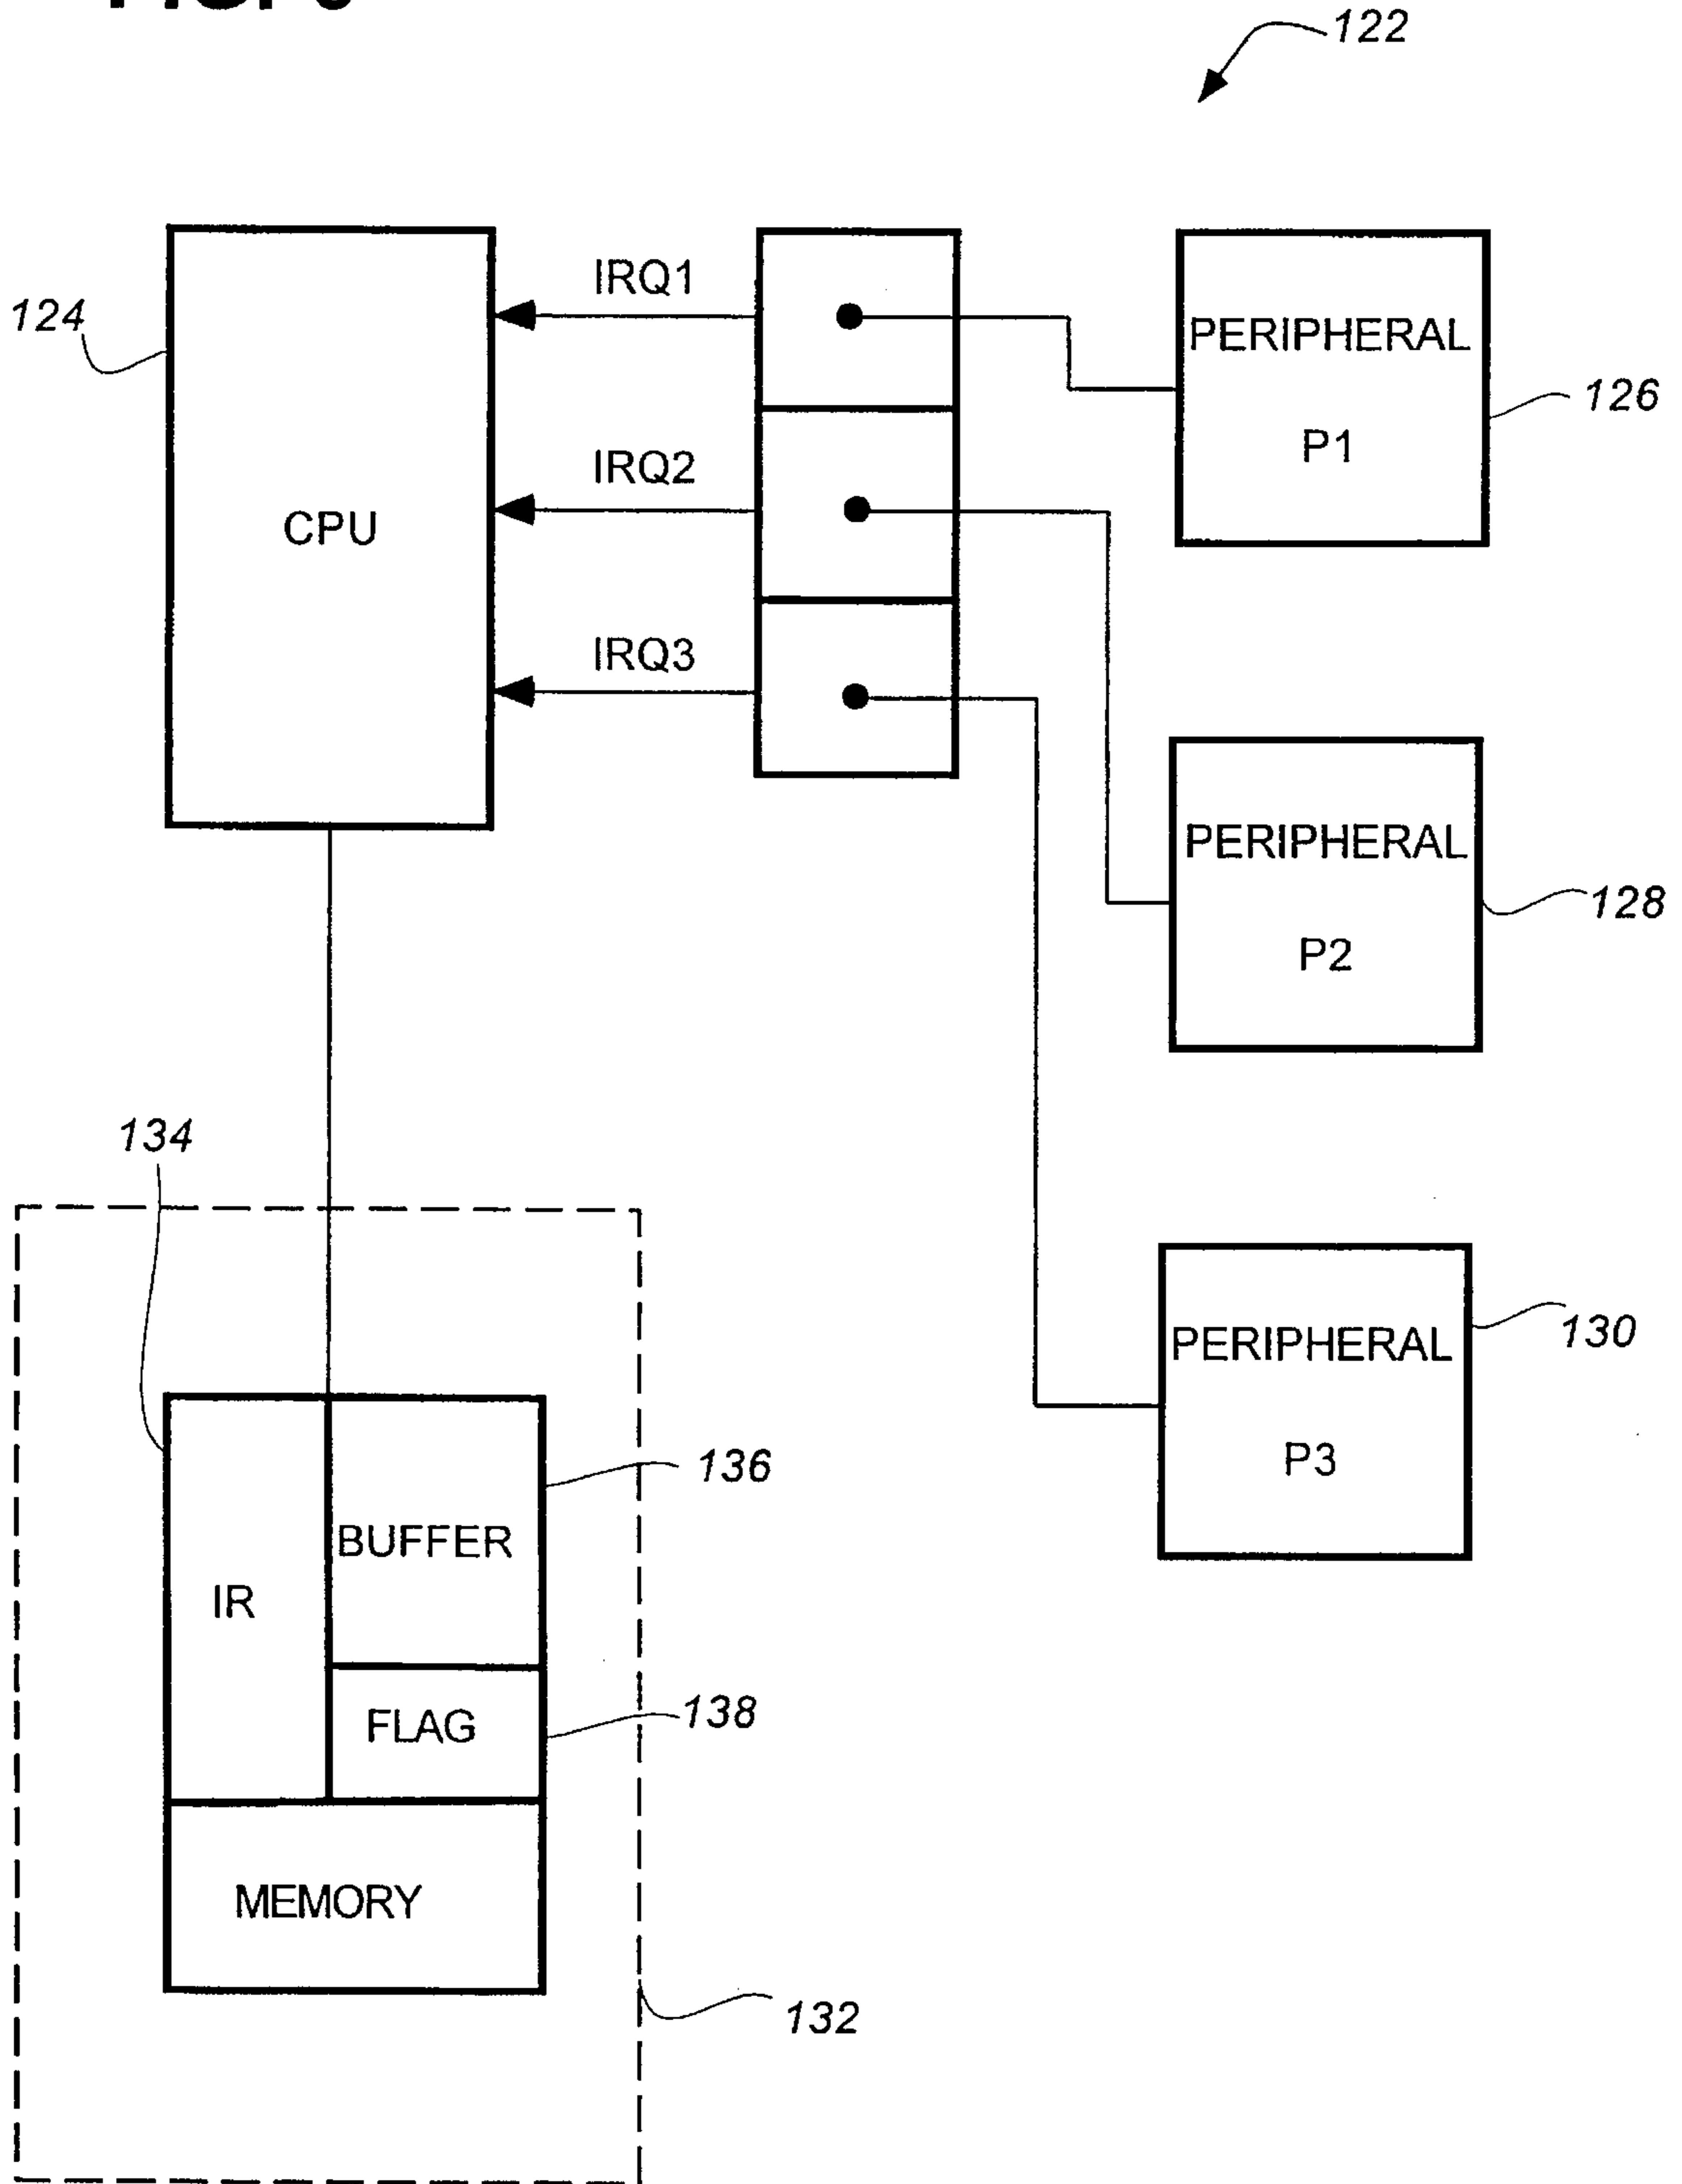 122
124
IRQ1
PERIPHERAL
P1
126
IRQ2
CPU
IRQ3
PERIPHERAL
P2
128
134
PERIPHERAL
P3
130
136
BUFFER
IR
FLAG
138
MEMORY
132